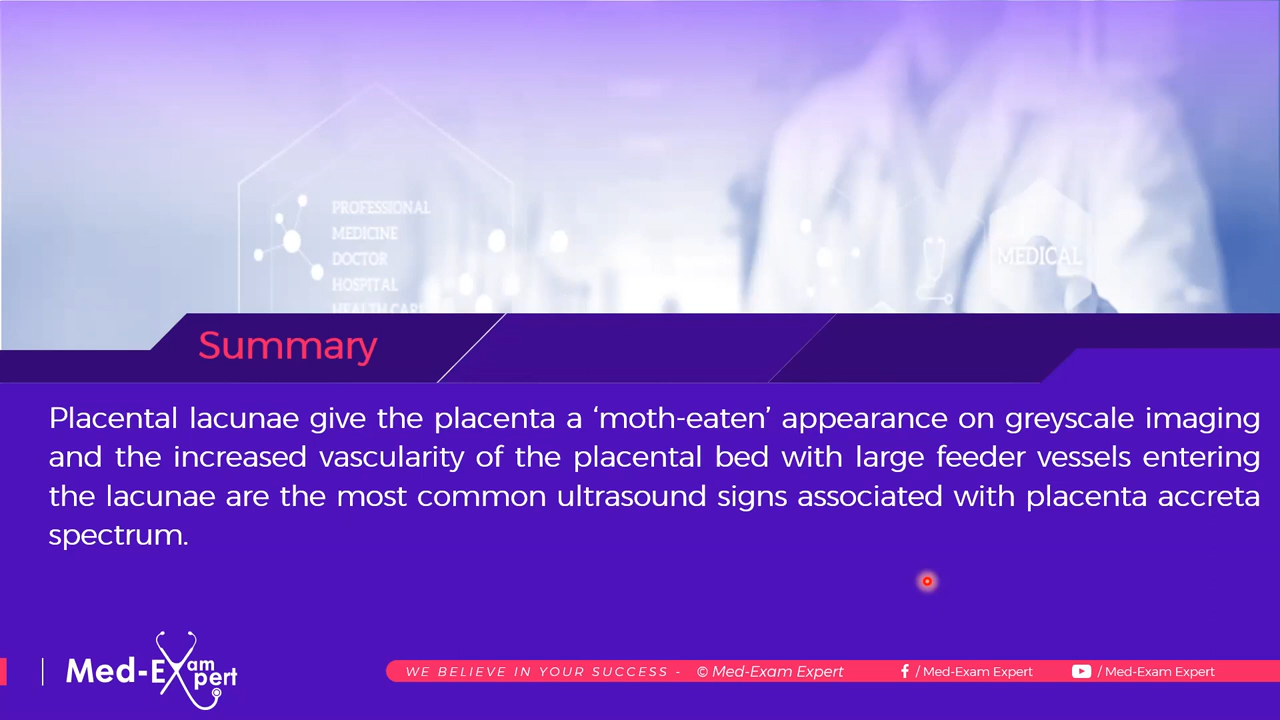 PROFESSIONAL
MEDICINE
DOCTOR
HOSPITAL
HEALTH CARE
MEDICAL
Summary
Placental lacunae give the placenta a ‘moth-eaten’ appearance on greyscale imaging
and the increased vascularity of the placental bed with large feeder vessels entering
the lacunae are the most common ultrasound signs associated with placenta accreta
spectrum.
Med-Exam Expert
WE BELIEVE IN YOUR SUCCESS - © Med-Exam Expert
/ Med-Exam Expert
/ Med-Exam Expert